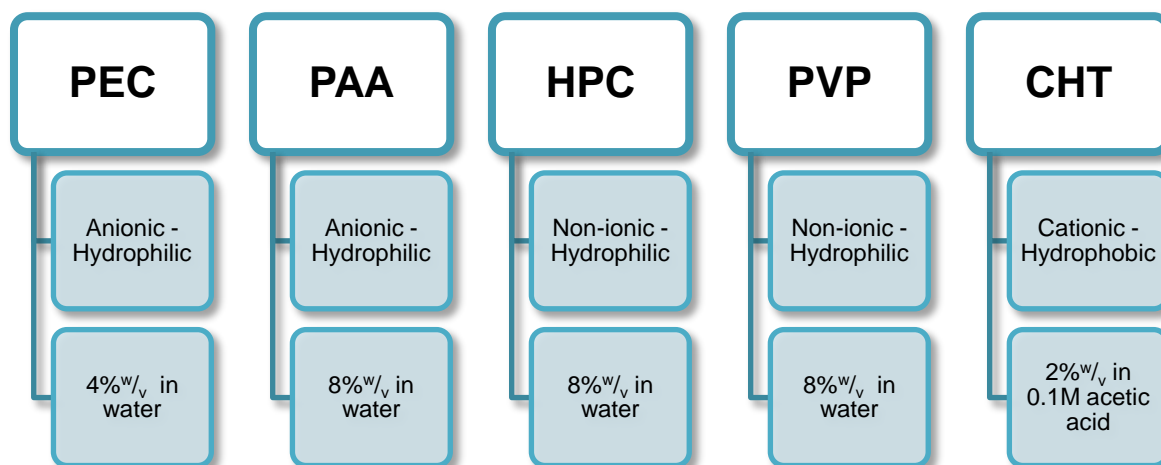 PEC
Anionic -
Hydrophilic
4%w/v in
water
PAA
Anionic -
Hydrophilic
8%w/v in
water
HPC
Non-ionic -
Hydrophilic
8%w/v in
water
PVP
Non-ionic -
Hydrophilic
8%w/v in
water
CHT
Cationic -
Hydrophobic
2%w/v in
0.1M acetic
acid